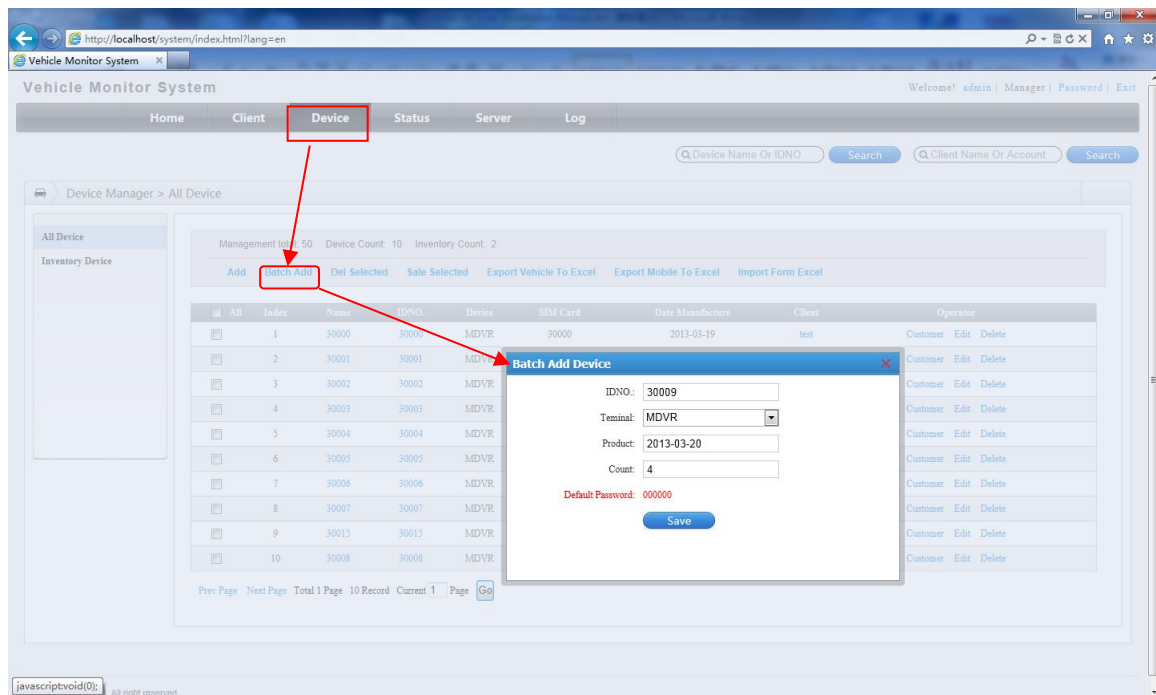 http://localhost/system/index.html?lang=en
Vehicle Monitor System
Vehicle Monitor System
Welcome! admin | Manager | Password | Exit
Home Client Device Status Server Log
Device Name Or IDNO Search Client Name Or Account Search
Device Manager > All Device
All Device
Inventory Device
Management total: 50 Device Count: 10 Inventory Count: 2
Add Batch Add Del Selected Sale Selected Export Vehicle To Excel Export Mobile To Excel Import Form Excel
All Index Name IDNO. Device SIM Card Date Manufacture Client Operator
1 30000 30000 MDVR 30000 2013-03-19 test Customer Edit Delete
2 30001 30001 MDVR Customer Edit Delete
3 30002 30002 MDVR Customer Edit Delete
4 30003 30003 MDVR Customer Edit Delete
5 30004 30004 MDVR Customer Edit Delete
6 30005 30005 MDVR Customer Edit Delete
7 30006 30006 MDVR Customer Edit Delete
8 30007 30007 MDVR Customer Edit Delete
9 30015 30015 MDVR Customer Edit Delete
10 30008 30008 MDVR Customer Edit Delete
Batch Add Device
IDNO.: 30009
Teminal: MDVR
Product: 2013-03-20
Count: 4
Default Password: 000000
Save
Prev Page Next Page Total 1 Page 10 Record Current 1 Page Go
javascript:void(0);
All right reserved